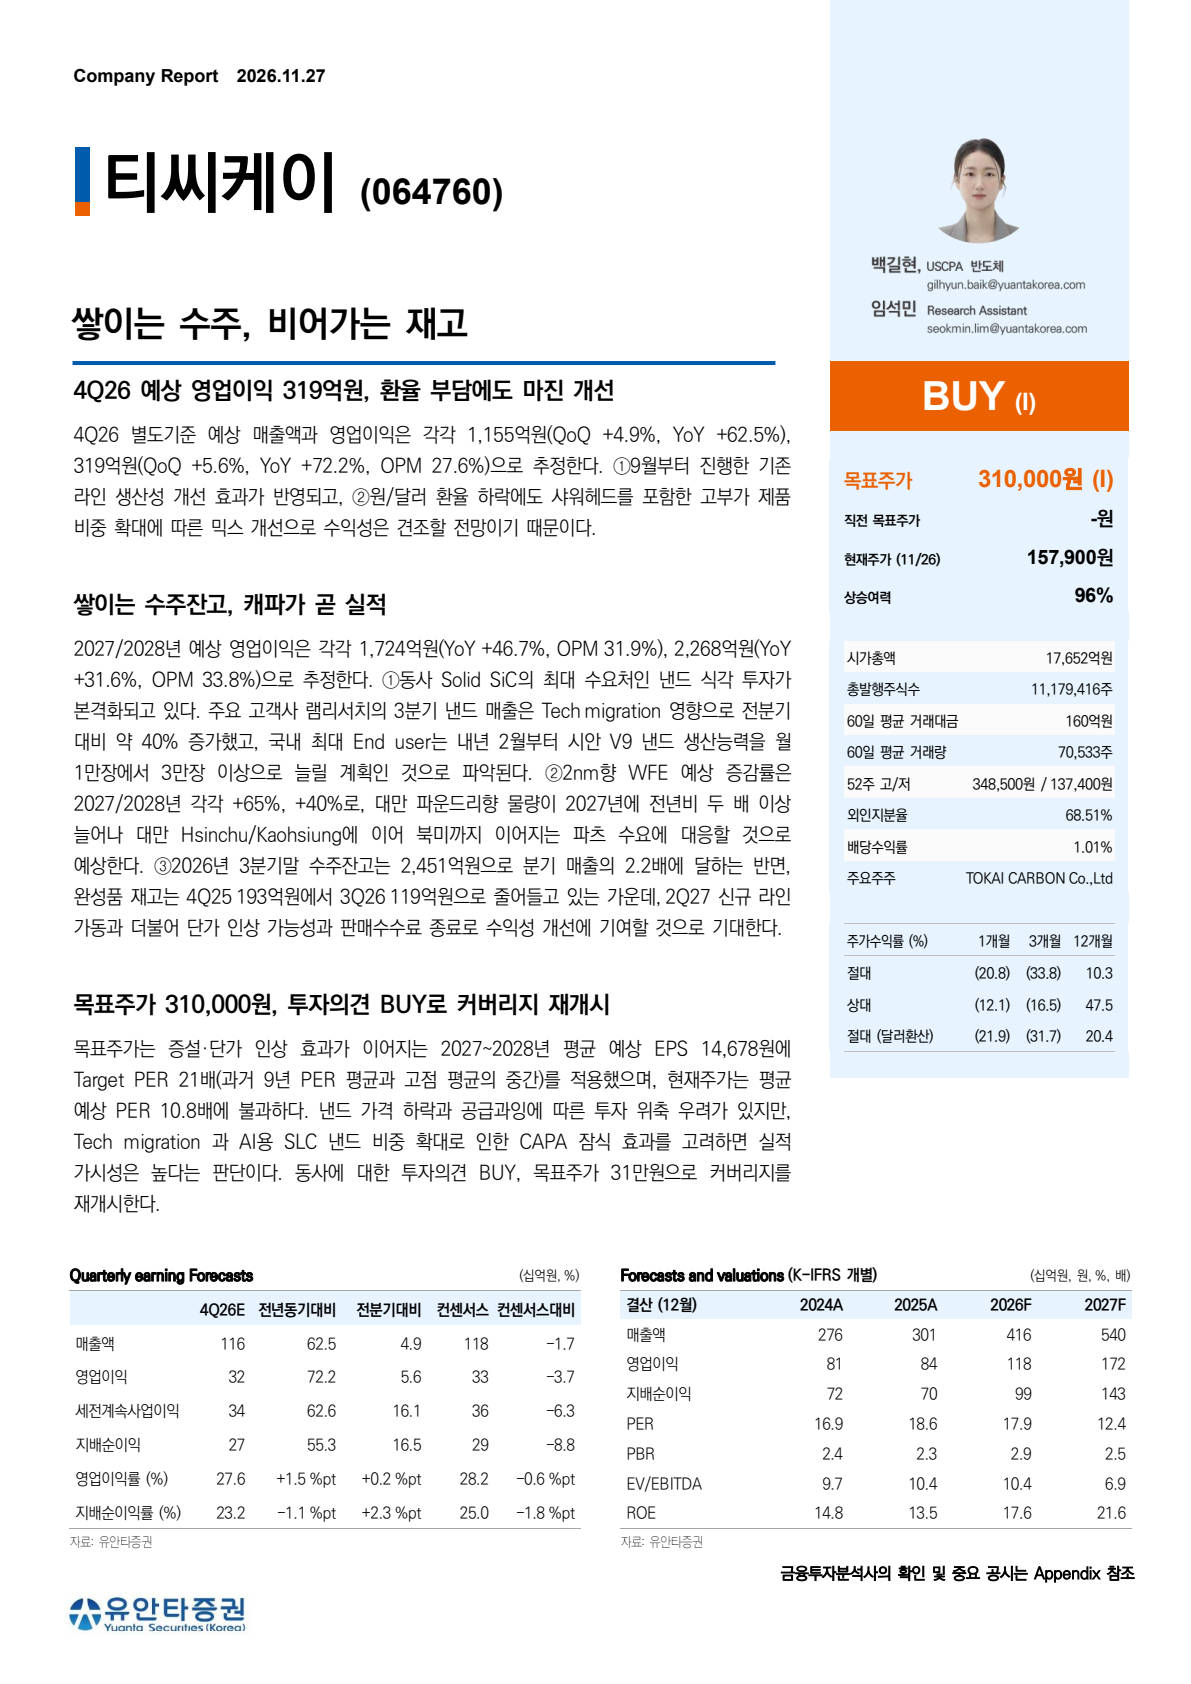 Company Report 2026.11.27
티씨케이 (064760)
쌓이는 수주, 비어가는 재고
4Q26 예상 영업이익 319억원, 환율 부담에도 마진 개선
4Q26 별도기준 예상 매출액과 영업이익은 각각 1,155억원(QoQ +4.9%, YoY +62.5%),
319억원(QoQ +5.6%, YoY +72.2%, OPM 27.6%)으로 추정한다. ①9월부터 진행한 기존
라인 생산성 개선 효과가 반영되고, ②원/달러 환율 하락에도 샤워헤드를 포함한 고부가 제품
비중 확대에 따른 믹스 개선으로 수익성은 견조할 전망이기 때문이다.
쌓이는 수주잔고, 캐파가 곧 실적
2027/2028년 예상 영업이익은 각각 1,724억원(YoY +46.7%, OPM 31.9%), 2,268억원(YoY
+31.6%, OPM 33.8%)으로 추정한다. ①동사 Solid SiC의 최대 수요처인 낸드 식각 투자가
본격화되고 있다. 주요 고객사 램리서치의 3분기 낸드 매출은 Tech migration 영향으로 전분기
대비 약 40% 증가했고, 국내 최대 End user는 내년 2월부터 시안 V9 낸드 생산능력을 월
1만장에서 3만장 이상으로 늘릴 계획인 것으로 파악된다. ②2nm향 WFE 예상 증감률은
2027/2028년 각각 +65%, +40%로, 대만 파운드리향 물량이 2027년에 전년비 두 배 이상
늘어나 대만 Hsinchu/Kaohsiung에 이어 북미까지 이어지는 파츠 수요에 대응할 것으로
예상한다. ③2026년 3분기말 수주잔고는 2,451억원으로 분기 매출의 2.2배에 달하는 반면,
완성품 재고는 4Q25 193억원에서 3Q26 119억원으로 줄어들고 있는 가운데, 2Q27 신규 라인
가동과 더불어 단가 인상 가능성과 판매수수료 종료로 수익성 개선에 기여할 것으로 기대한다.
목표주가 310,000원, 투자의견 BUY로 커버리지 재개시
목표주가는 증설·단가 인상 효과가 이어지는 2027~2028년 평균 예상 EPS 14,678원에
Target PER 21배(과거 9년 PER 평균과 고점 평균의 중간)를 적용했으며, 현재주가는 평균
예상 PER 10.8배에 불과하다. 낸드 가격 하락과 공급과잉에 따른 투자 위축 우려가 있지만,
Tech migration 과 AI용 SLC 낸드 비중 확대로 인한 CAPA 잠식 효과를 고려하면 실적
가시성은 높다는 판단이다. 동사에 대한 투자의견 BUY, 목표주가 31만원으로 커버리지를
재개시한다.
백길현, USCPA 반도체
gilhyun.baik@yuantakorea.com
임석민 Research Assistant
seokmin.lim@yuantakorea.com
BUY (I)
목표주가 310,000원 (I)
직전 목표주가 -원
현재주가 (11/26) 157,900원
상승여력 96%
시가총액 17,652억원
총발행주식수 11,179,416주
60일 평균 거래대금 160억원
60일 평균 거래량 70,533주
52주 고/저 348,500원 / 137,400원
외인지분율 68.51%
배당수익률 1.01%
주요주주 TOKAI CARBON Co.,Ltd
주가수익률 (%) 1개월 3개월 12개월
절대 (20.8) (33.8) 10.3
상대 (12.1) (16.5) 47.5
절대 (달러환산) (21.9) (31.7) 20.4
Quarterly earning Forecasts (십억원, %)
4Q26E 전년동기대비 전분기대비 컨센서스 컨센서스대비
매출액 116 62.5 4.9 118 -1.7
영업이익 32 72.2 5.6 33 -3.7
세전계속사업이익 34 62.6 16.1 36 -6.3
지배순이익 27 55.3 16.5 29 -8.8
영업이익률 (%) 27.6 +1.5 %pt +0.2 %pt 28.2 -0.6 %pt
지배순이익률 (%) 23.2 -1.1 %pt +2.3 %pt 25.0 -1.8 %pt
자료: 유안타증권
Forecasts and valuations (K-IFRS 개별) (십억원, 원, %, 배)
결산 (12월) 2024A 2025A 2026F 2027F
매출액 276 301 416 540
영업이익 81 84 118 172
지배순이익 72 70 99 143
PER 16.9 18.6 17.9 12.4
PBR 2.4 2.3 2.9 2.5
EV/EBITDA 9.7 10.4 10.4 6.9
ROE 14.8 13.5 17.6 21.6
자료: 유안타증권
금융투자분석사의 확인 및 중요 공시는 Appendix 참조
유안타증권
Yuanta Securities (Korea)